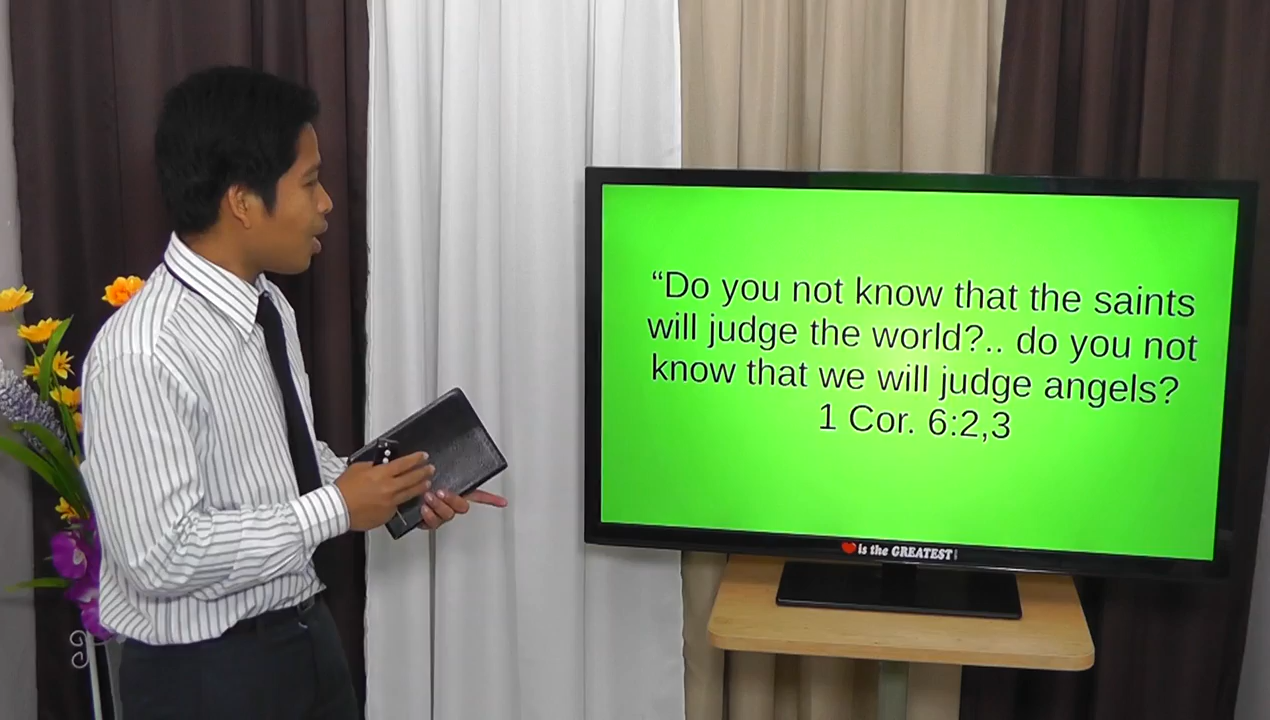 “Do you not know that the saints
will judge the world?.. do you not
know that we will judge angels?
1 Cor. 6:2,3
is the GREATEST!